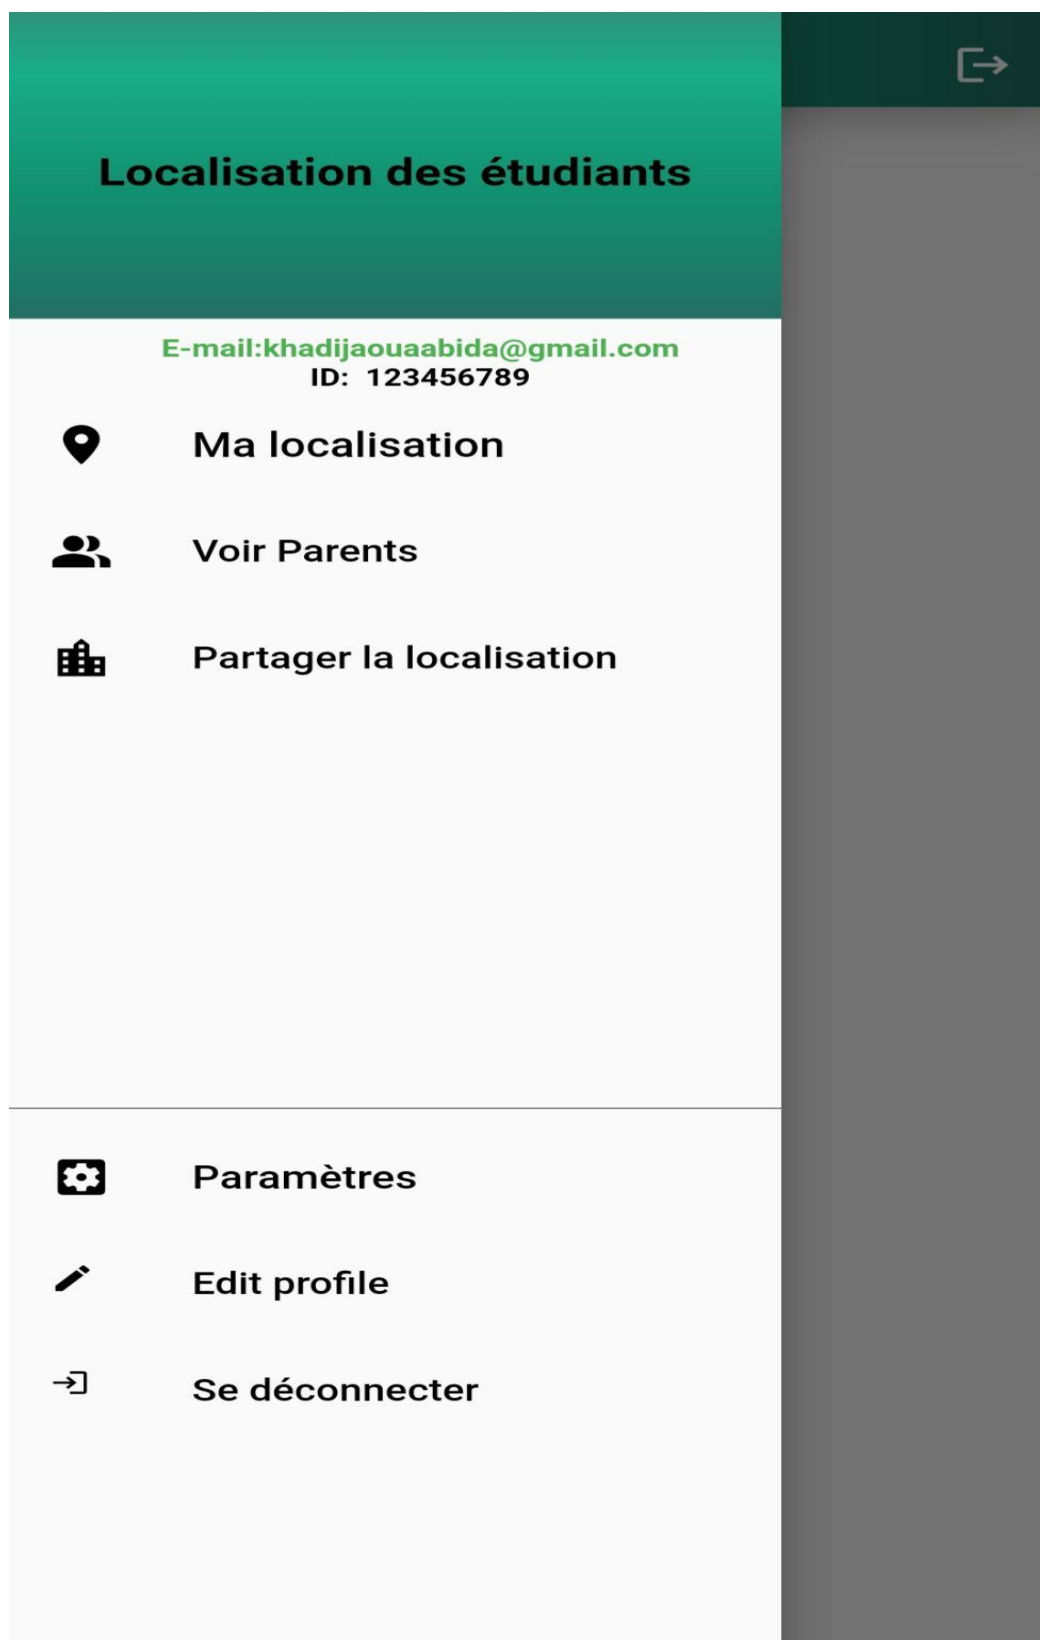 Localisation des étudiants
E-mail:khadijaouaabida@gmail.com
ID: 123456789
Ma localisation
Voir Parents
Partager la localisation
Paramètres
Edit profile
Se déconnecter